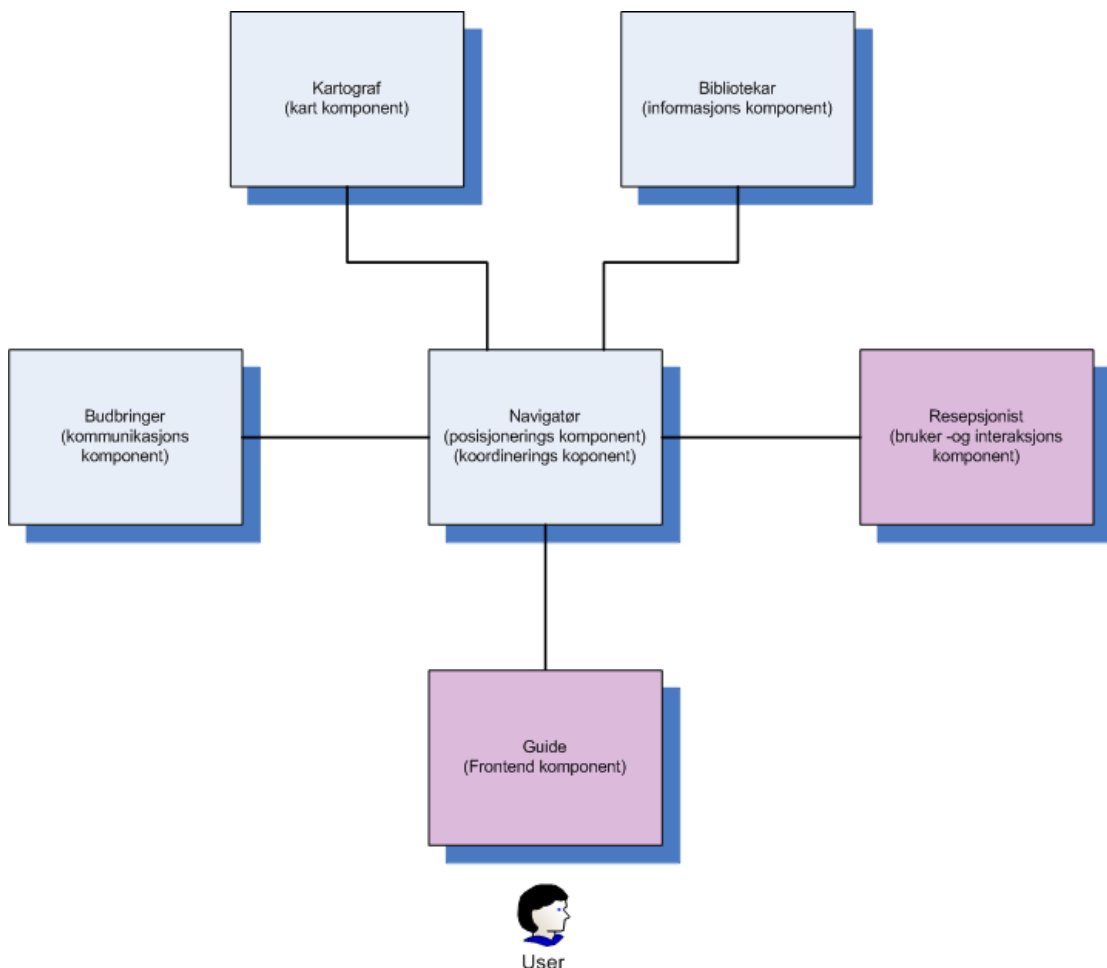 Kartograf
(kart komponent)
Bibliotekar
(informasjons komponent)
Budbringer
(kommunikasjons
komponent)
Navigatør
(posisjonerings komponent)
(koordinerings koponent)
Resepsjonist
(bruker -og interaksjons
komponent)
Guide
(Frontend komponent)
User